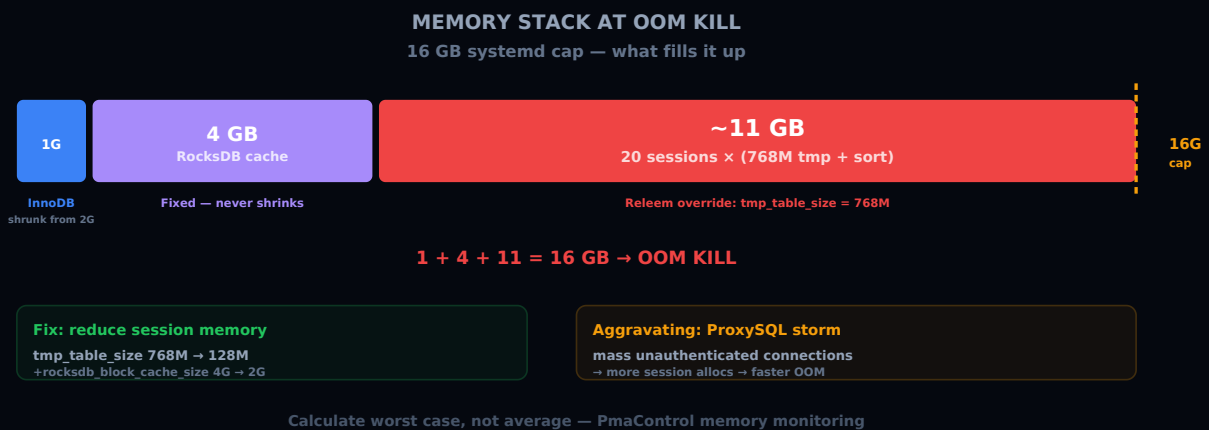 MEMORY STACK AT OOM KILL
16 GB systemd cap — what fills it up
1G
4 GB
RocksDB cache
~11 GB
20 sessions × (768M tmp + sort)
16G
cap
InnoDB
shrunk from 2G
Fixed — never shrinks
Releem override: tmp_table_size = 768M
1 + 4 + 11 = 16 GB → OOM KILL
Fix: reduce session memory
tmp_table_size 768M → 128M
+rocksdb_block_cache_size 4G → 2G
Aggravating: ProxySQL storm
mass unauthenticated connections
→ more session allocs → faster OOM
Calculate worst case, not average — PmaControl memory monitoring